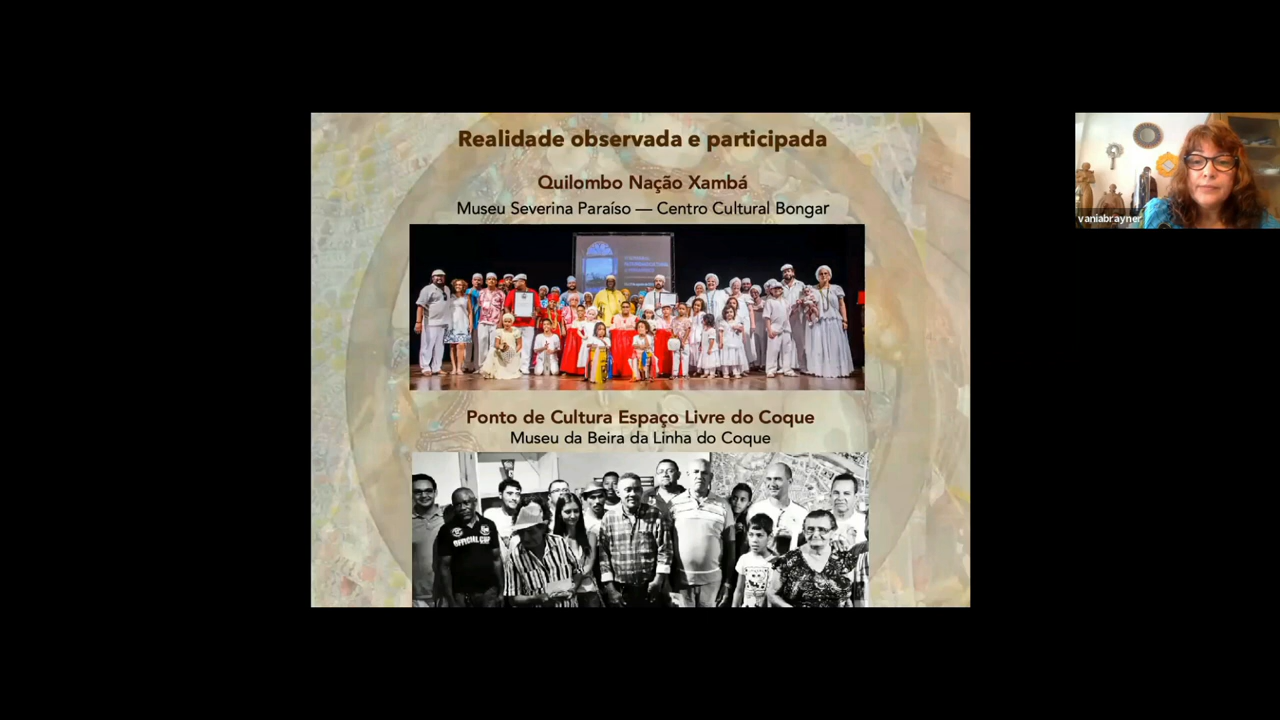 Realidade observada e participada
Quilombo Nação Xambá
Museu Severina Paraíso — Centro Cultural Bongar
Ponto de Cultura Espaço Livre do Coque
Museu da Beira da Linha do Coque
OFFICIAL
vaniabrayner